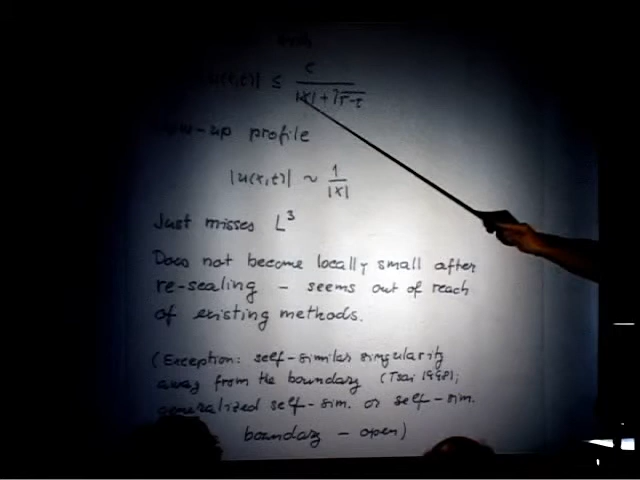 |u(x,t)| ≤ c / (|x| + √T-t)
-up profile
|u(x,t)| ~ 1/|x|
Just misses L³
Does not become locally small after
re-scaling – seems out of reach
of existing methods.
(Exception: self-similar singularity
away from the boundary (Tsai 1998);
generalized self-sim. or self-sim.
boundary – open)